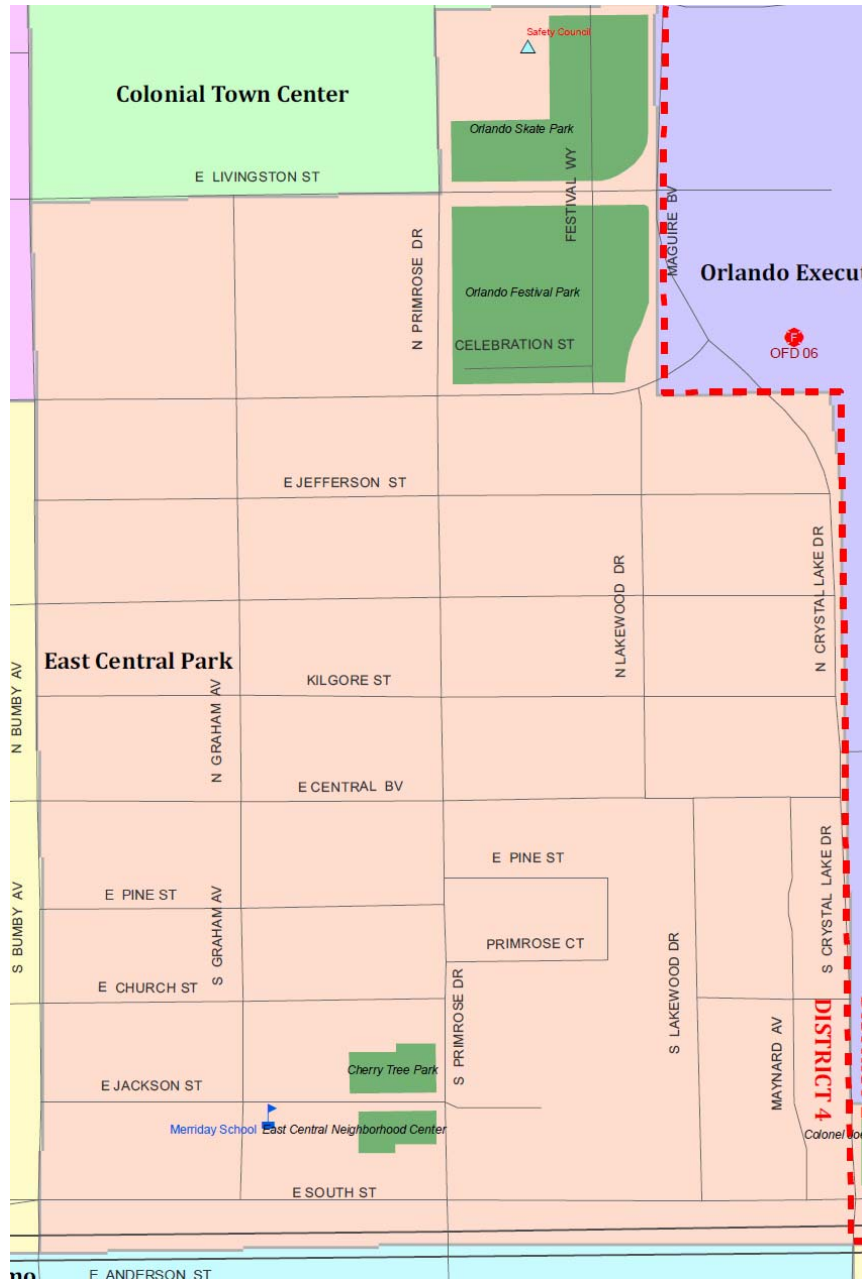 Safety Council
Colonial Town Center
Orlando Skate Park
E LIVINGSTON ST
FESTIVAL WY
N PRIMROSE DR
MAGUIRE BV
Orlando Execu
Orlando Festival Park
F
OFD 06
CELEBRATION ST
E JEFFERSON ST
N LAKEWOOD DR
N CRYSTAL LAKE DR
East Central Park
KILGORE ST
N BUMBY AV
N GRAHAM AV
E CENTRAL BV
E PINE ST
S CRYSTAL LAKE DR
E PINE ST
S BUMBY AV
S GRAHAM AV
PRIMROSE CT
S LAKEWOOD DR
E CHURCH ST
S PRIMROSE DR
DISTRICT 4
MAYNARD AV
Cherry Tree Park
E JACKSON ST
Merriday School
East Central Neighborhood Center
Colonel Joe
E SOUTH ST
mo
E ANDERSON ST